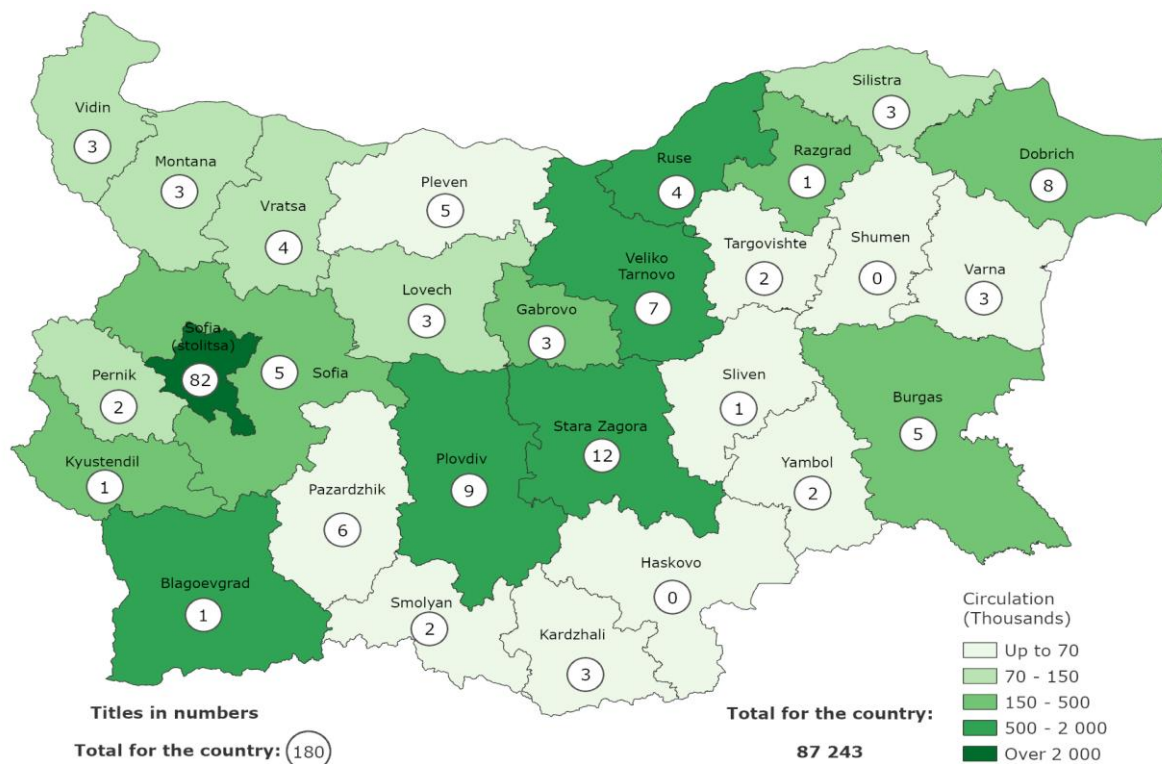 Silistra
3
Vidin
3
Montana
3
Ruse
4
Razgrad
1
Dobrich
8
Pleven
5
Vratsa
4
Targovishte
2
Shumen
0
Varna
3
Veliko
Tarnovo
7
Lovech
3
Gabrovo
3
Sofia
(stolitsa)
82
5
Sofia
Pernik
2
Sliven
1
Burgas
5
Stara Zagora
12
Plovdiv
9
Kyustendil
1
Pazardzhik
6
Yambol
2
Haskovo
0
Blagoevgrad
1
Smolyan
2
Kardzhali
3
Circulation
(Thousands)
Up to 70
70 - 150
150 - 500
500 - 2 000
Over 2 000
Titles in numbers
Total for the country: 180
Total for the country:
87 243